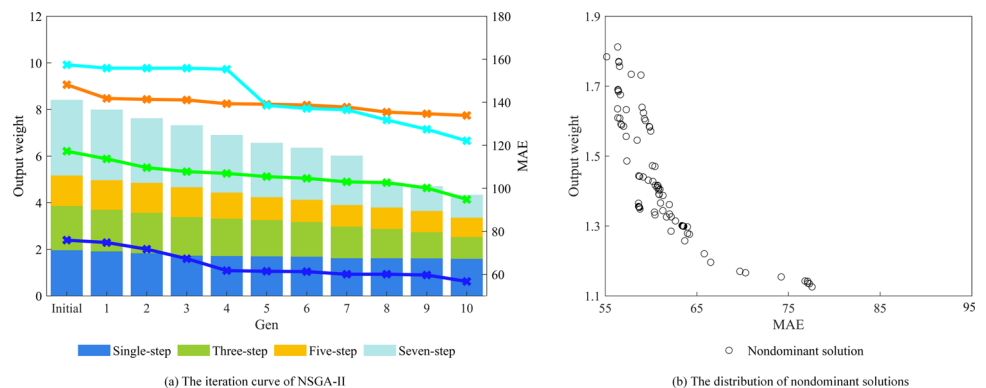 12
10
8
6
4
2
0
Output weight
180
160
140
120
100
80
60
MAE
Initial 1 2 3 4 5 6 7 8 9 10
Gen
Single-step Three-step Five-step Seven-step
(a) The iteration curve of NSGA-II
1.9
1.7
1.5
1.3
1.1
Output weight
55 65 75 85 95
MAE
Nondominant solution
(b) The distribution of nondominant solutions